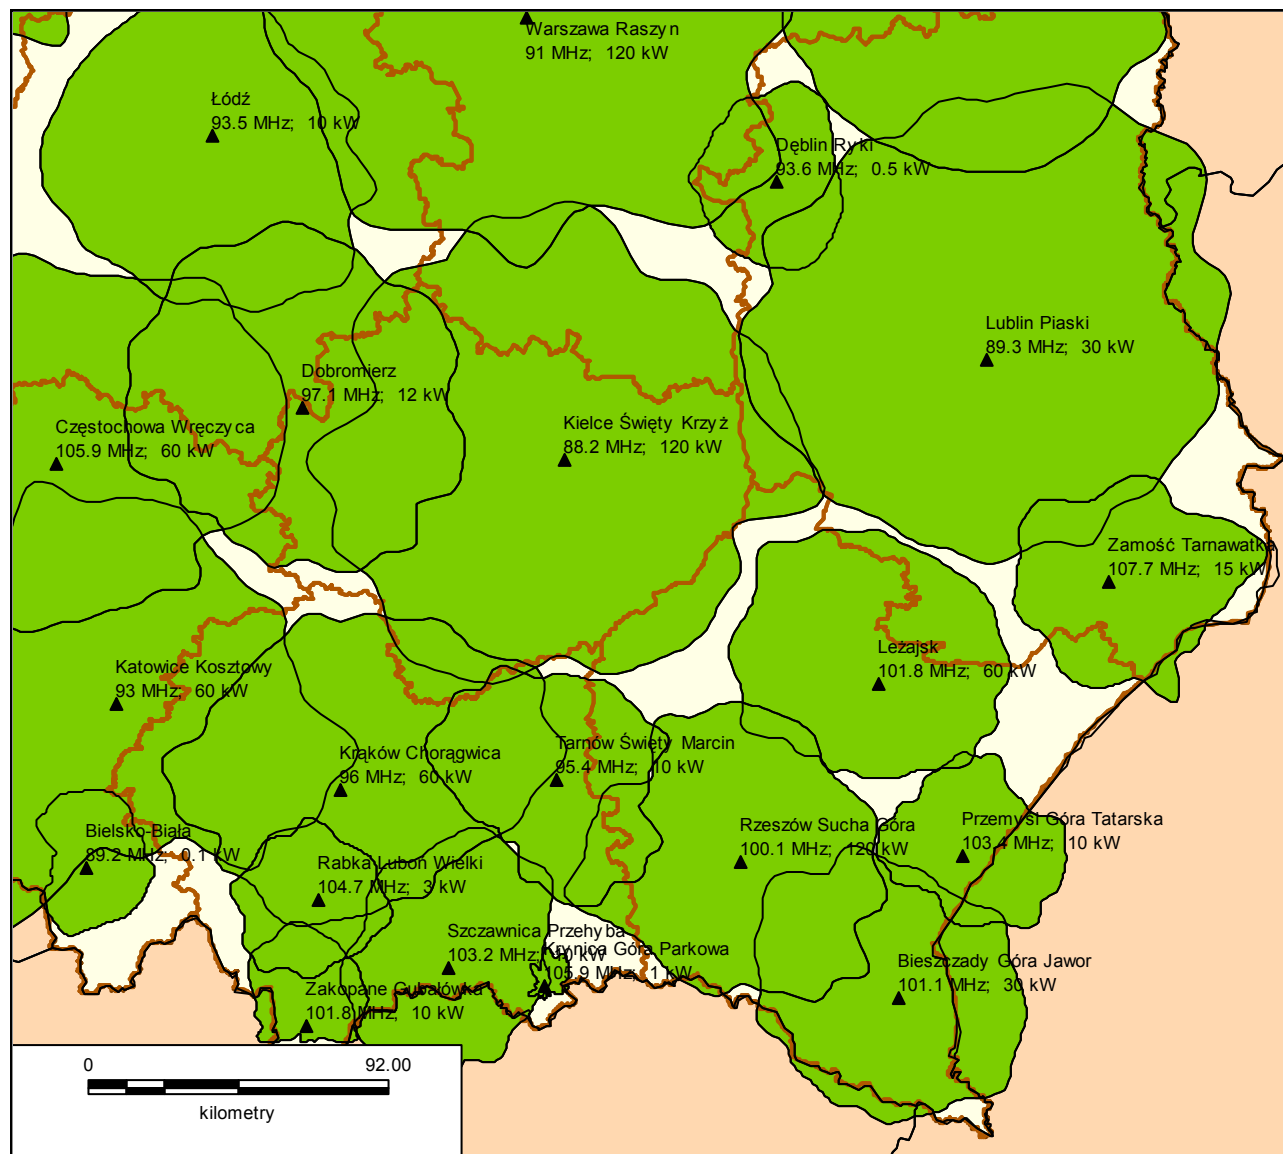 Warszawa Raszyn
91 MHz; 120 kW
Łódź
93.5 MHz; 10 kW
Dęblin Ryki
93.6 MHz; 0.5 kW
Lublin Piaski
89.3 MHz; 30 kW
Dobromierz
97.1 MHz; 12 kW
Częstochowa Wręczyca
105.9 MHz; 60 kW
Kielce Święty Krzyż
88.2 MHz; 120 kW
Zamość Tarnawatka
107.7 MHz; 15 kW
Leżajsk
101.8 MHz; 60 kW
Katowice Kosztowy
93 MHz; 60 kW
Kraków Chorągwica
96 MHz; 60 kW
Tarnów Święty Marcin
95.4 MHz; 10 kW
Bielsko-Biała
89.2 MHz; 0.1 kW
Rabka Luboń Wielki
104.7 MHz; 3 kW
Rzeszów Sucha Góra
100.1 MHz; 120 kW
Przemyśl Góra Tatarska
103.4 MHz; 10 kW
Szczawnica Przehyba
103.2 MHz; 10 kW
Krynica Góra Parkowa
105.9 MHz; 1 kW
Bieszczady Góra Jawor
101.1 MHz; 30 kW
Zakopane Gubałówka
101.8 MHz; 10 kW
0 92.00
kilometry